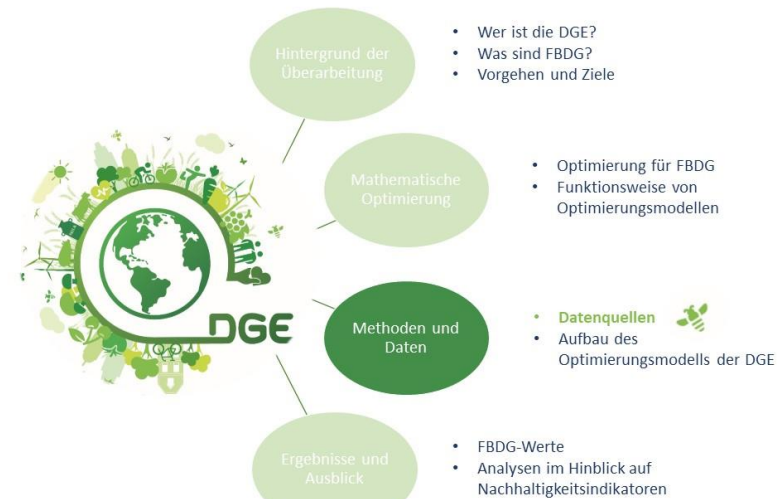 Hintergrund der
Überarbeitung
• Wer ist die DGE?
• Was sind FBDG?
• Vorgehen und Ziele
Mathematische
Optimierung
• Optimierung für FBDG
• Funktionsweise von
Optimierungsmodellen
DGE
Methoden und
Daten
• Datenquellen
• Aufbau des
Optimierungsmodells der DGE
Ergebnisse und
Ausblick
• FBDG-Werte
• Analysen im Hinblick auf
Nachhaltigkeitsindikatoren